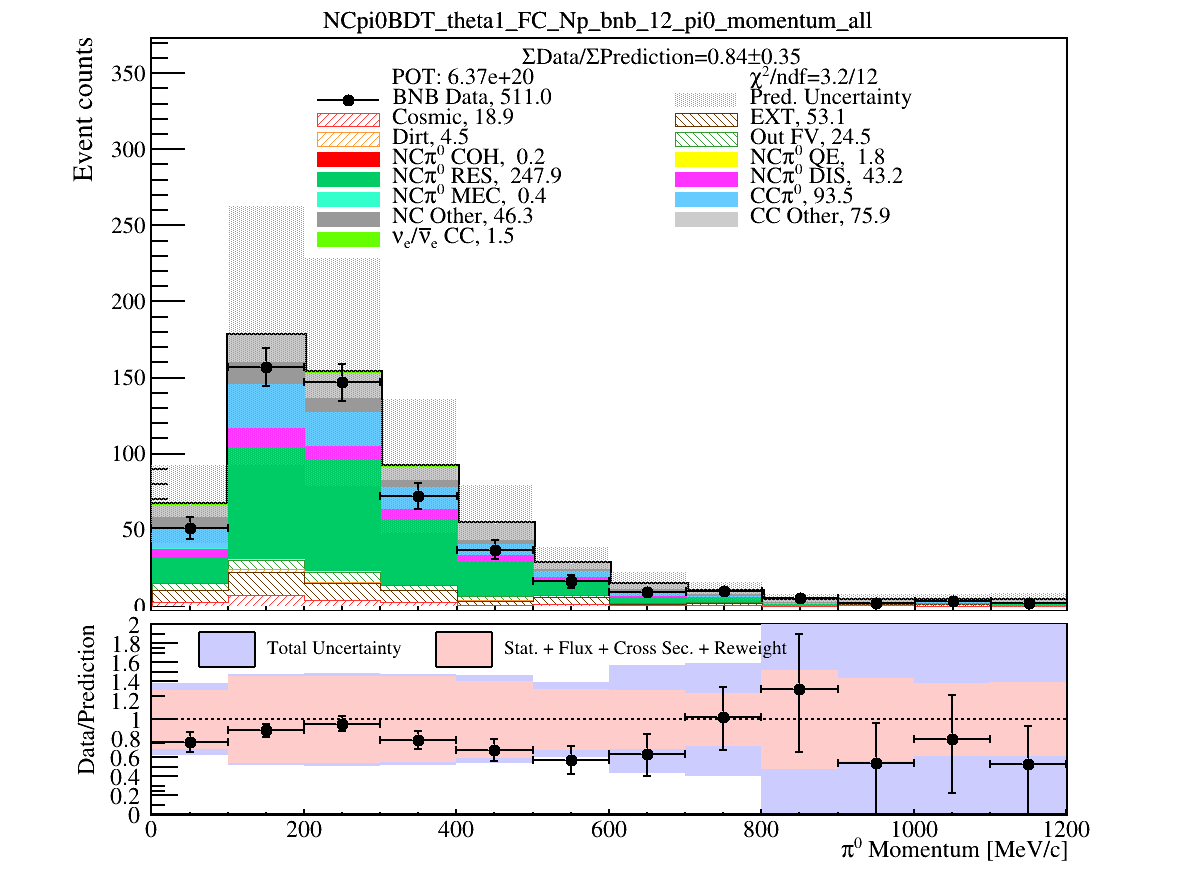 NCpi0BDT_theta1_FC_Np_bnb_12_pi0_momentum_all
ΣData/ΣPrediction=0.84±0.35
POT: 6.37e+20
χ²/ndf=3.2/12
BNB Data, 511.0
Pred. Uncertainty
Cosmic, 18.9
EXT, 53.1
Dirt, 4.5
Out FV, 24.5
NCπ⁰ COH, 0.2
NCπ⁰ QE, 1.8
NCπ⁰ RES, 247.9
NCπ⁰ DIS, 43.2
NCπ⁰ MEC, 0.4
CCπ⁰, 93.5
NC Other, 46.3
CC Other, 75.9
νₑ/ν̅ₑ CC, 1.5
Event counts
350
300
250
200
150
100
50
0
Total Uncertainty
Stat. + Flux + Cross Sec. + Reweight
Data/Prediction
2
1.8
1.6
1.4
1.2
1
0.8
0.6
0.4
0.2
0
0 200 400 600 800 1000 1200
π⁰ Momentum [MeV/c]